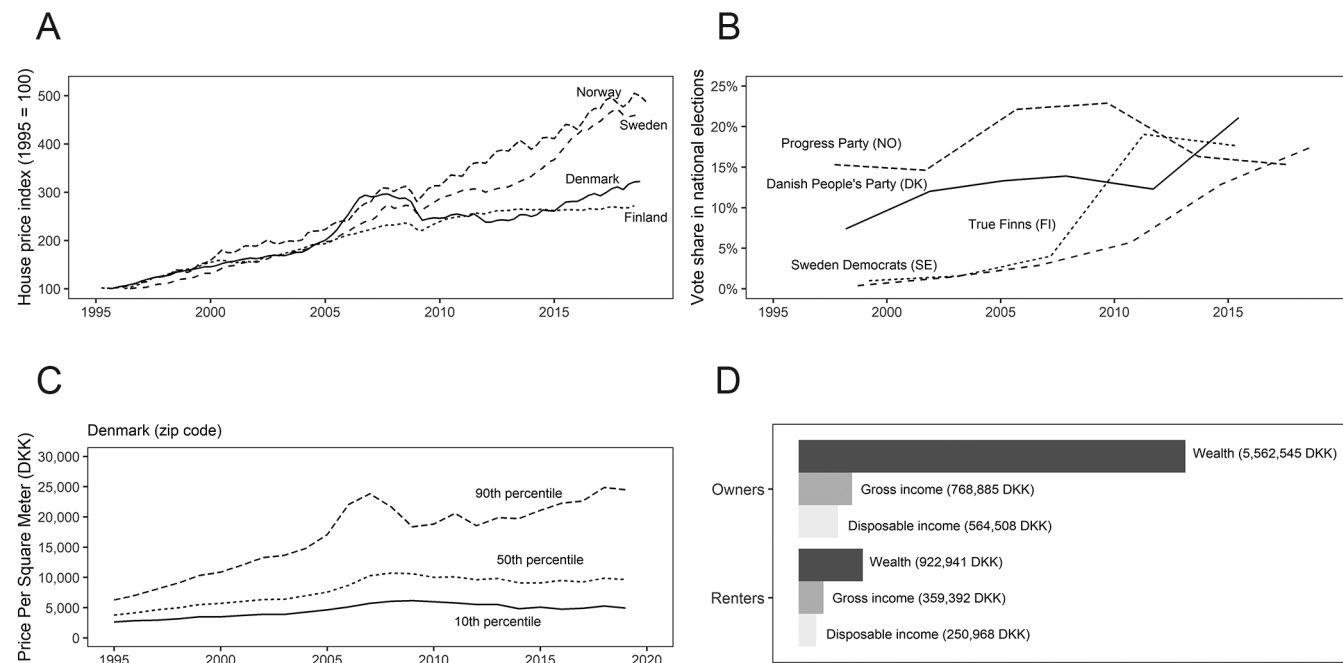 A
House price index (1995 = 100)
500
400
300
200
100
Norway
Sweden
Denmark
Finland
1995
2000
2005
2010
2015
B
Vote share in national elections
25%
20%
15%
10%
5%
0%
Progress Party (NO)
Danish People's Party (DK)
True Finns (FI)
Sweden Democrats (SE)
1995
2000
2005
2010
2015
C
Denmark (zip code)
Price Per Square Meter (DKK)
30,000
25,000
20,000
15,000
10,000
5,000
0
90th percentile
50th percentile
10th percentile
1995
2000
2005
2010
2015
2020
D
Owners
Wealth (5,562,545 DKK)
Gross income (768,885 DKK)
Disposable income (564,508 DKK)
Renters
Wealth (922,941 DKK)
Gross income (359,392 DKK)
Disposable income (250,968 DKK)